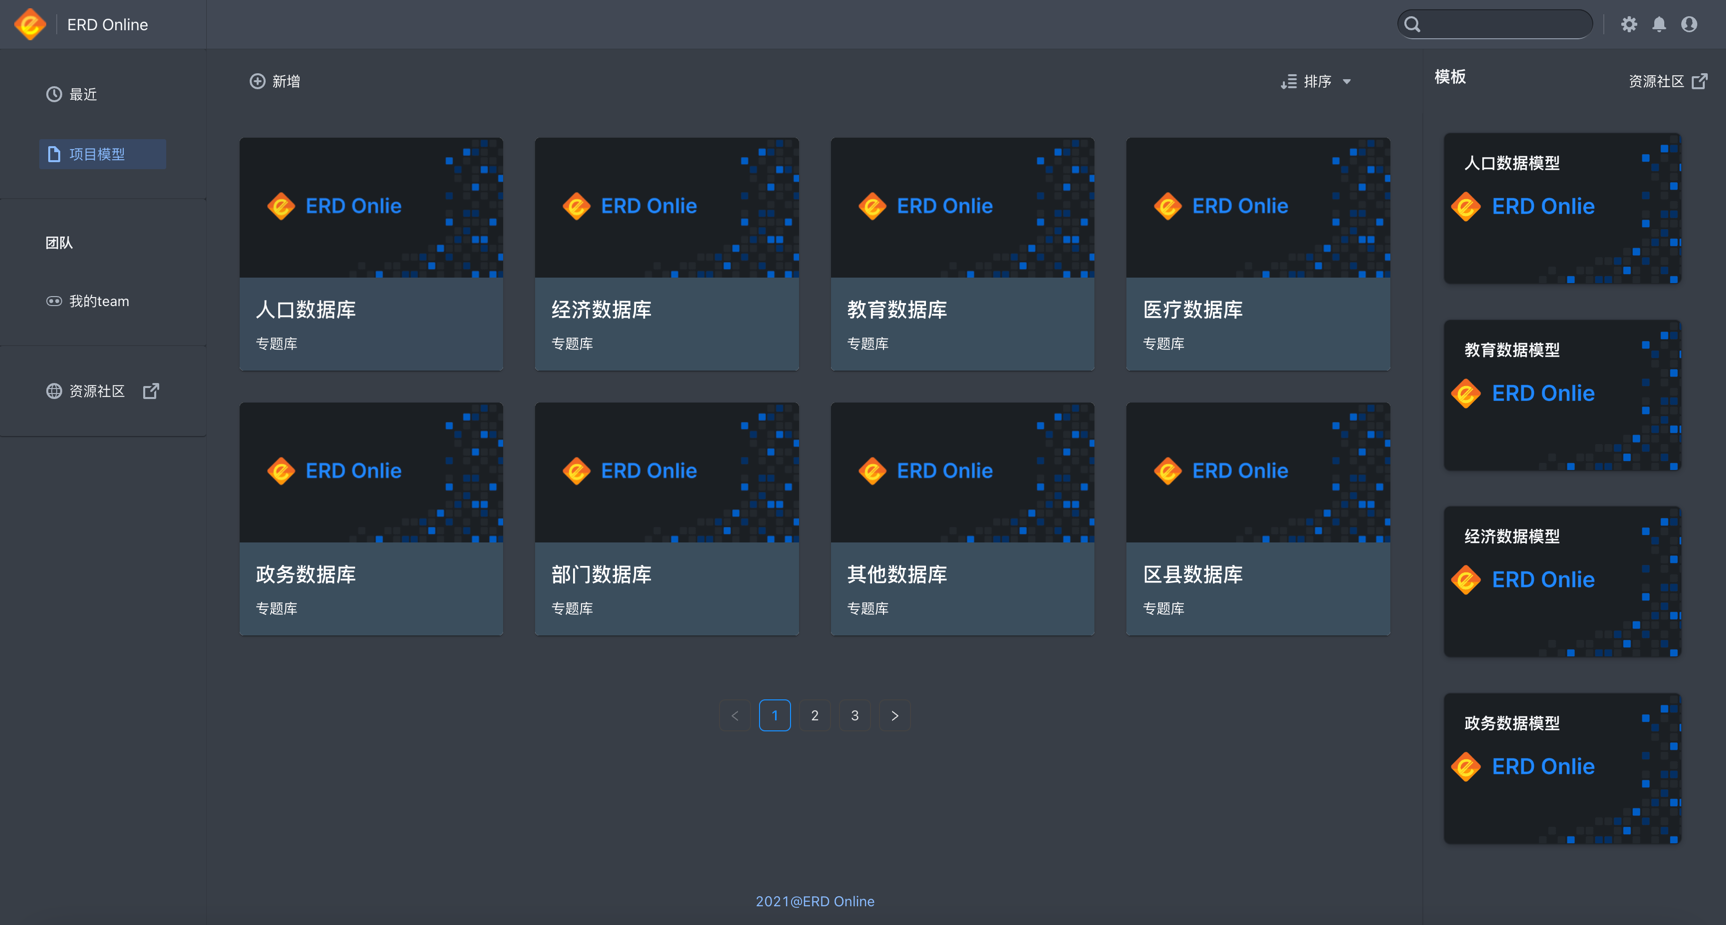 ERD Online
最近
项目模型
团队
我的team
资源社区
新增
排序
ERD Onlie
人口数据库
专题库
ERD Onlie
经济数据库
专题库
ERD Onlie
教育数据库
专题库
ERD Onlie
医疗数据库
专题库
ERD Onlie
政务数据库
专题库
ERD Onlie
部门数据库
专题库
ERD Onlie
其他数据库
专题库
ERD Onlie
区县数据库
专题库
1 2 3
2021@ERD Online
模板
资源社区
人口数据模型
ERD Onlie
教育数据模型
ERD Onlie
经济数据模型
ERD Onlie
政务数据模型
ERD Onlie